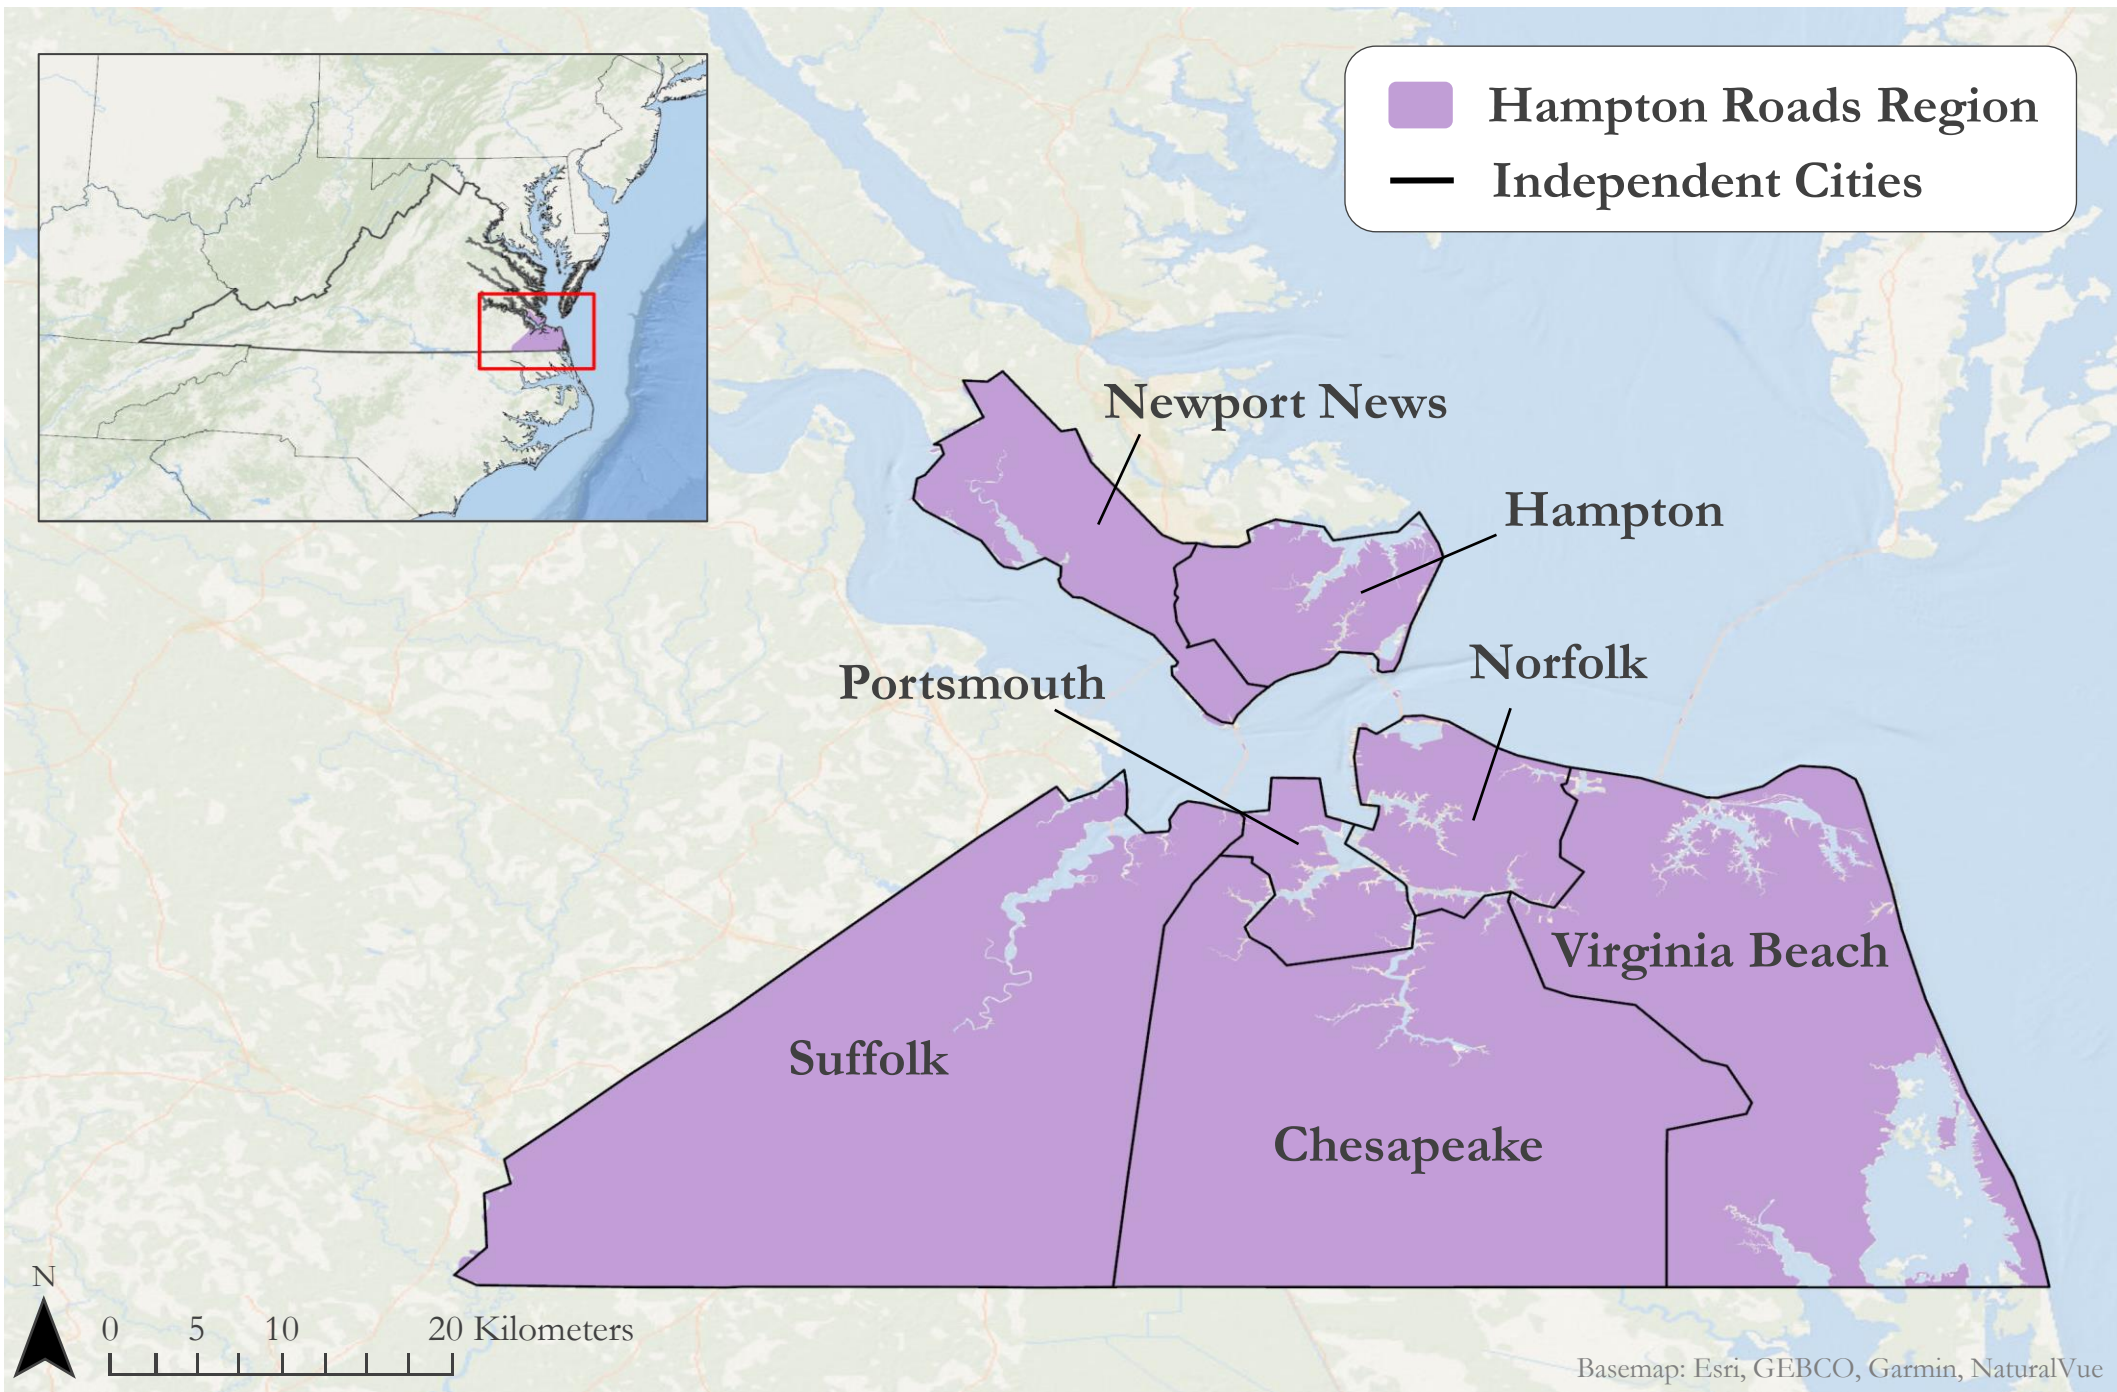 Hampton Roads Region
Independent Cities
Newport News
Hampton
Norfolk
Portsmouth
Virginia Beach
Suffolk
Chesapeake
N
0 5 10 20 Kilometers
Basemap: Esri, GEBCO, Garmin, NaturalVue